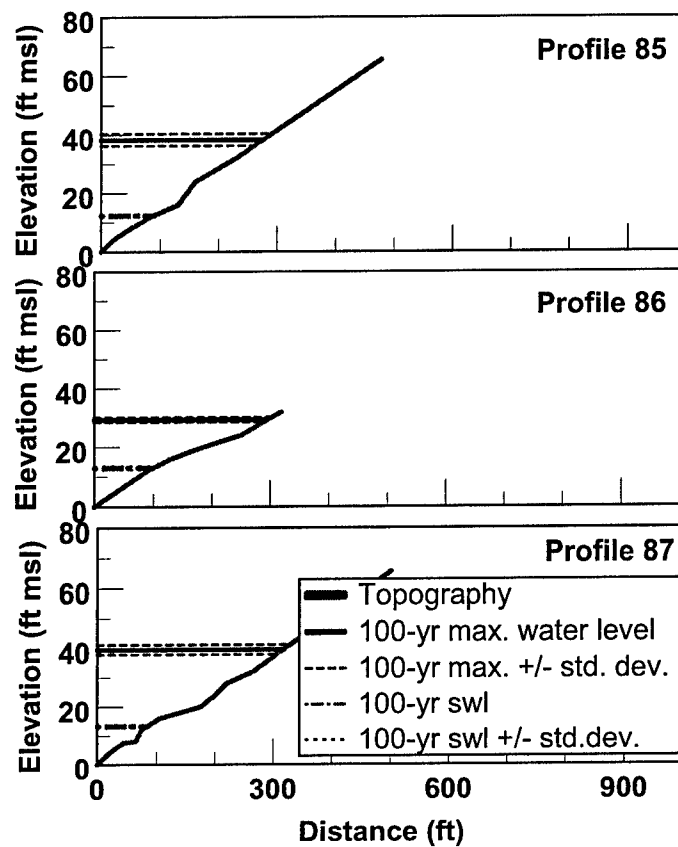 80
60
40
20
0
Elevation (ft msl)
Profile 85
80
60
40
20
0
Elevation (ft msl)
Profile 86
80
60
40
20
0
Elevation (ft msl)
Profile 87
Topography
100-yr max. water level
100-yr max. +/- std. dev.
100-yr swl
100-yr swl +/- std.dev.
0
300
600
900
Distance (ft)